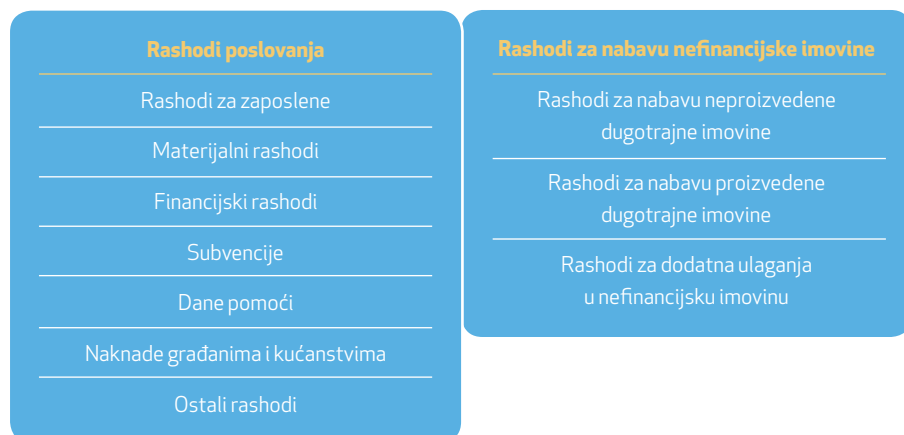 Rashodi poslovanja
Rashodi za zaposlene
Materijalni rashodi
Financijski rashodi
Subvencije
Dane pomoći
Naknade građanima i kućanstvima
Ostali rashodi
Rashodi za nabavu nefinancijske imovine
Rashodi za nabavu neproizvedene
dugotrajne imovine
Rashodi za nabavu proizvedene
dugotrajne imovine
Rashodi za dodatna ulaganja
u nefinancijsku imovinu